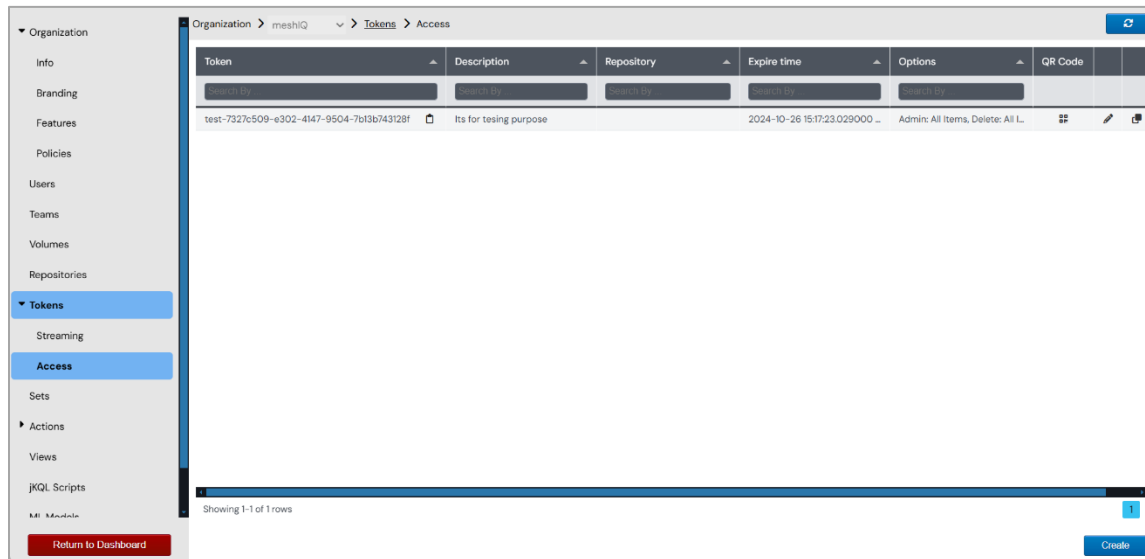 Organization
Info
Branding
Features
Policies
Users
Teams
Volumes
Repositories
Tokens
Streaming
Access
Sets
Actions
Views
jKQL Scripts
ML Models
Return to Dashboard
Organization > meshIQ > Tokens > Access
Token Description Repository Expire time Options QR Code
Search By ... Search By ... Search By ... Search By ... Search By ...
test-7327c509-e302-4147-9504-7b13b743128f Its for tesing purpose 2024-10-26 15:17:23.029000 ... Admin: All Items, Delete: All I...
Showing 1-1 of 1 rows 1
Create